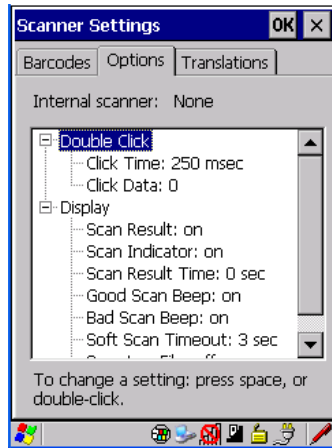 Scanner Settings OK
Barcodes Options Translations
Internal scanner: None
Double Click
Click Time: 250 msec
Click Data: 0
Display
Scan Result: on
Scan Indicator: on
Scan Result Time: 0 sec
Good Scan Beep: on
Bad Scan Beep: on
Soft Scan Timeout: 3 sec
To change a setting: press space, or
double-click.